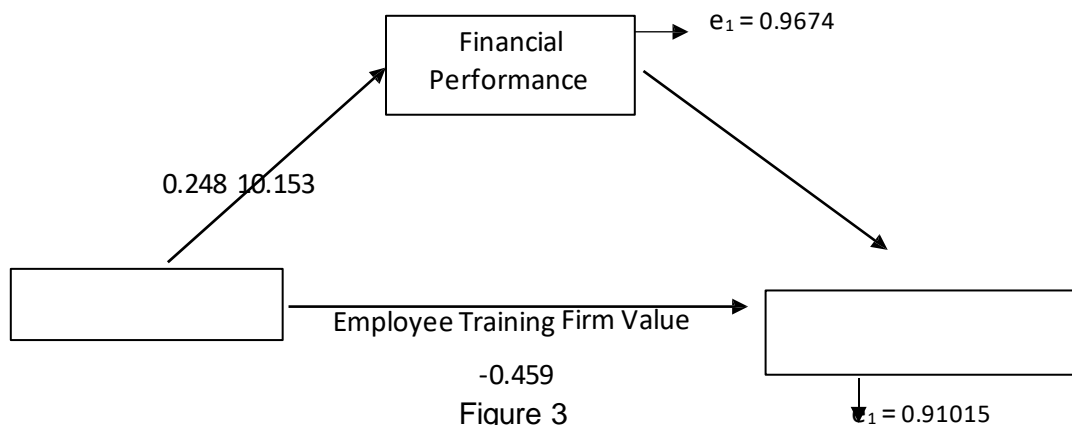 e₁ = 0.9674
Financial
Performance
0.248 10.153
Employee Training Firm Value
-0.459
Figure 3
e₁ = 0.91015